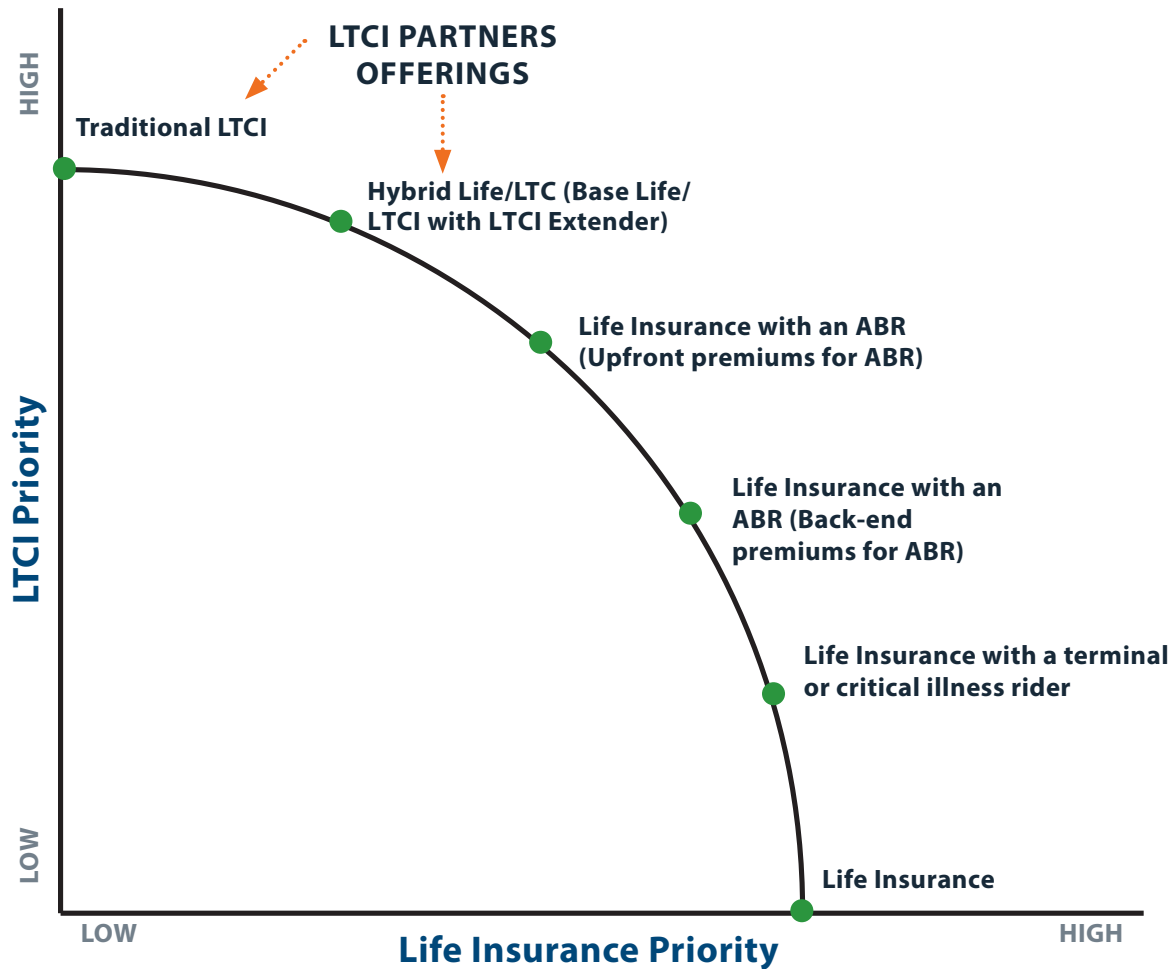 LTCI PARTNERS
OFFERINGS
HIGH
Traditional LTCI
Hybrid Life/LTC (Base Life/
LTCI with LTCI Extender)
Life Insurance with an ABR
(Upfront premiums for ABR)
LTCI Priority
Life Insurance with an
ABR (Back-end
premiums for ABR)
Life Insurance with a terminal
or critical illness rider
LOW
Life Insurance
LOW
Life Insurance Priority
HIGH